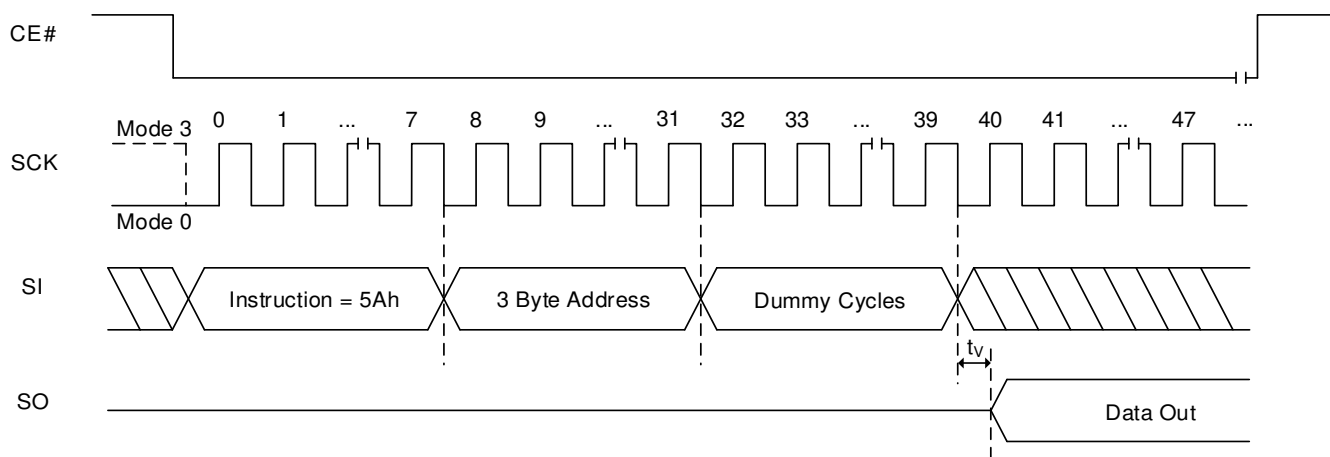 CE#
Mode 3 0 1 ... 7 8 9 ... 31 32 33 ... 39 40 41 ... 47 ...
SCK
Mode 0
SI Instruction = 5Ah 3 Byte Address Dummy Cycles
tV
SO Data Out